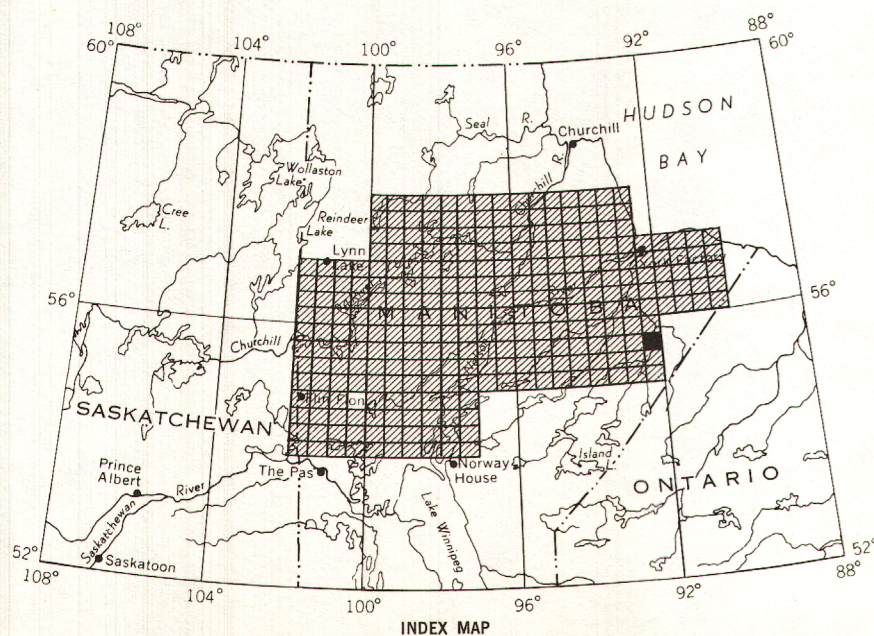 108°
104°
100°
96°
92°
88°
60°
60°
HUDSON
BAY
Seal
R.
Churchill
Churchill R.
Wollaston
Lake
Cree
L.
Reindeer
Lake
Lynn
Lake
56°
56°
MANITOBA
Nelson
Churchill
Flin Flon
SASKATCHEWAN
Prince
Albert
River
The Pas
Norway
House
Island
L.
ONTARIO
Lake Winnipeg
Saskatchewan
Saskatoon
52°
52°
108°
104°
100°
96°
92°
88°
INDEX MAP